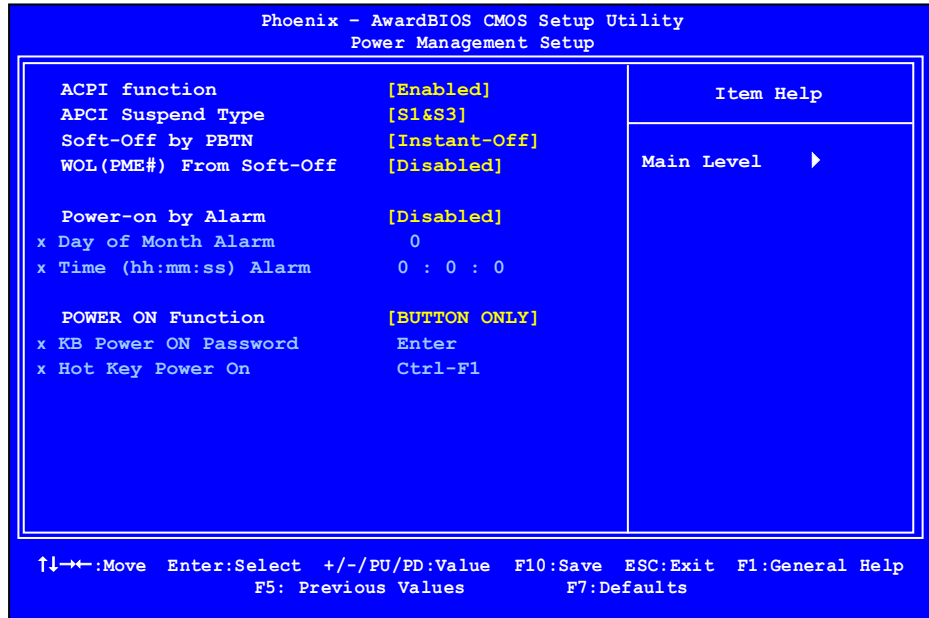 Phoenix – AwardBIOS CMOS Setup Utility
Power Management Setup
ACPI function [Enabled]
APCI Suspend Type [S1&S3]
Soft-Off by PBTN [Instant-Off]
WOL(PME#) From Soft-Off [Disabled]
Power-on by Alarm [Disabled]
x Day of Month Alarm 0
x Time (hh:mm:ss) Alarm 0 : 0 : 0
POWER ON Function [BUTTON ONLY]
x KB Power ON Password Enter
x Hot Key Power On Ctrl-F1
Item Help
Main Level
↑↓→←:Move Enter:Select +/-/PU/PD:Value F10:Save ESC:Exit F1:General Help
F5: Previous Values F7:Defaults